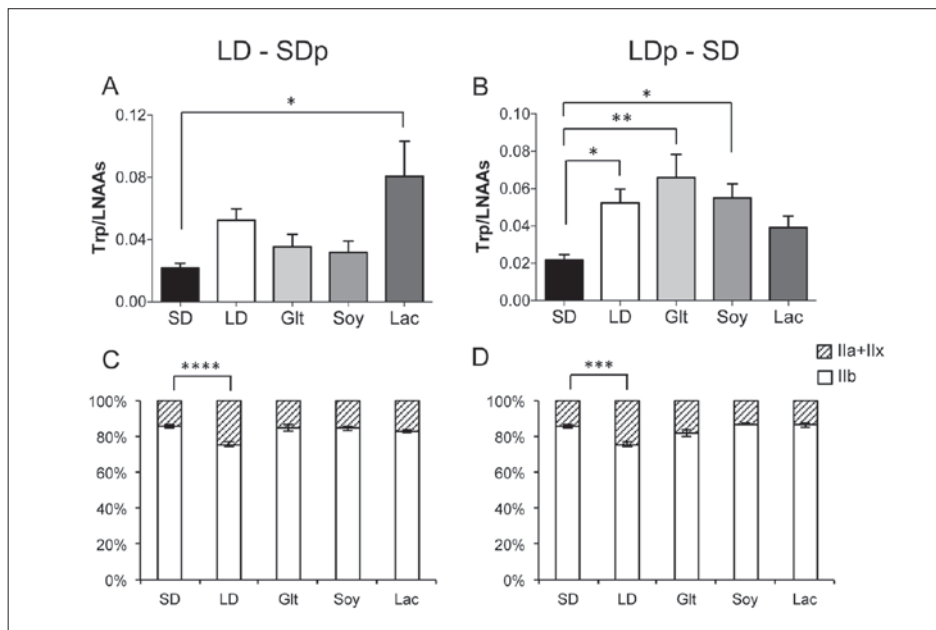 LD - SDp
LDp - SD
A
*
0.12
0.08
0.04
0.00
Trp/LNAAs
SD LD Glt Soy Lac
B
*
**
*
0.10
0.08
0.06
0.04
0.02
0.00
Trp/LNAAs
SD LD Glt Soy Lac
C
****
100%
80%
60%
40%
20%
0%
SD LD Glt Soy Lac
D
***
100%
80%
60%
40%
20%
0%
SD LD Glt Soy Lac
IIa+IIx
IIb